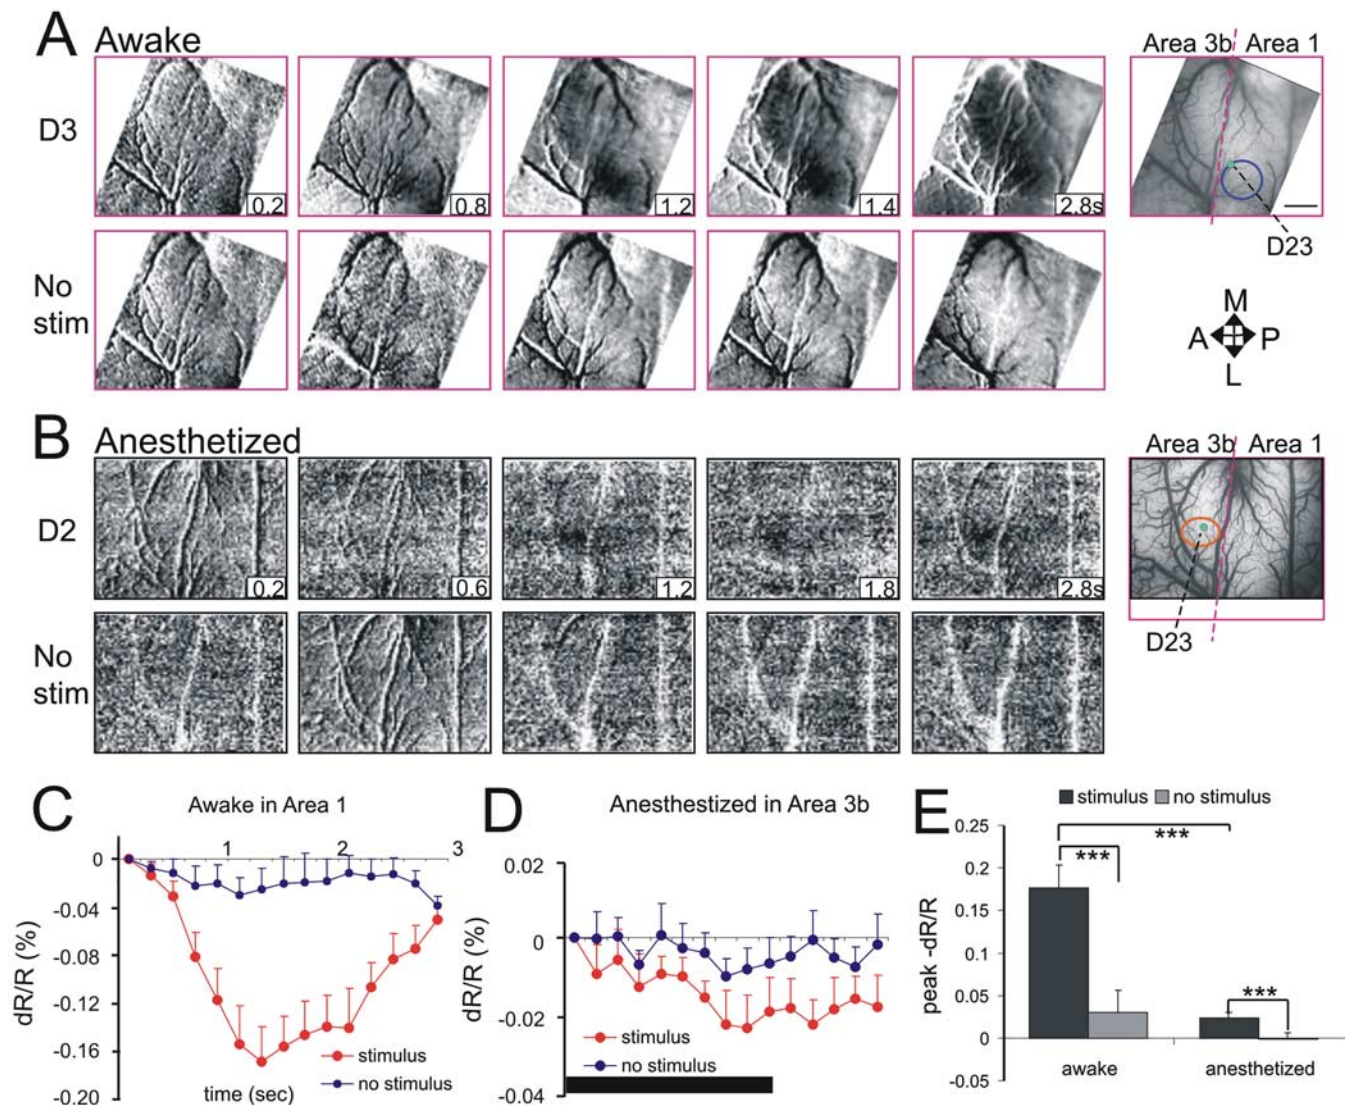 A Awake
Area 3b Area 1
D3
0.2 0.8 1.2 1.4 2.8s
D23
No
stim
M
A P
L
B Anesthetized
Area 3b Area 1
D2
0.2 0.6 1.2 1.8 2.8s
D23
No
stim
C Awake in Area 1
1 2 3
0
-0.04
-0.08
-0.12
-0.16
-0.20
dR/R (%)
time (sec)
stimulus
no stimulus
D Anesthestized in Area 3b
0.02
0
-0.02
-0.04
dR/R (%)
stimulus
no stimulus
E
stimulus no stimulus
0.25
0.2
0.15
0.1
0.05
0
-0.05
peak -dR/R
***
***
***
awake anesthetized